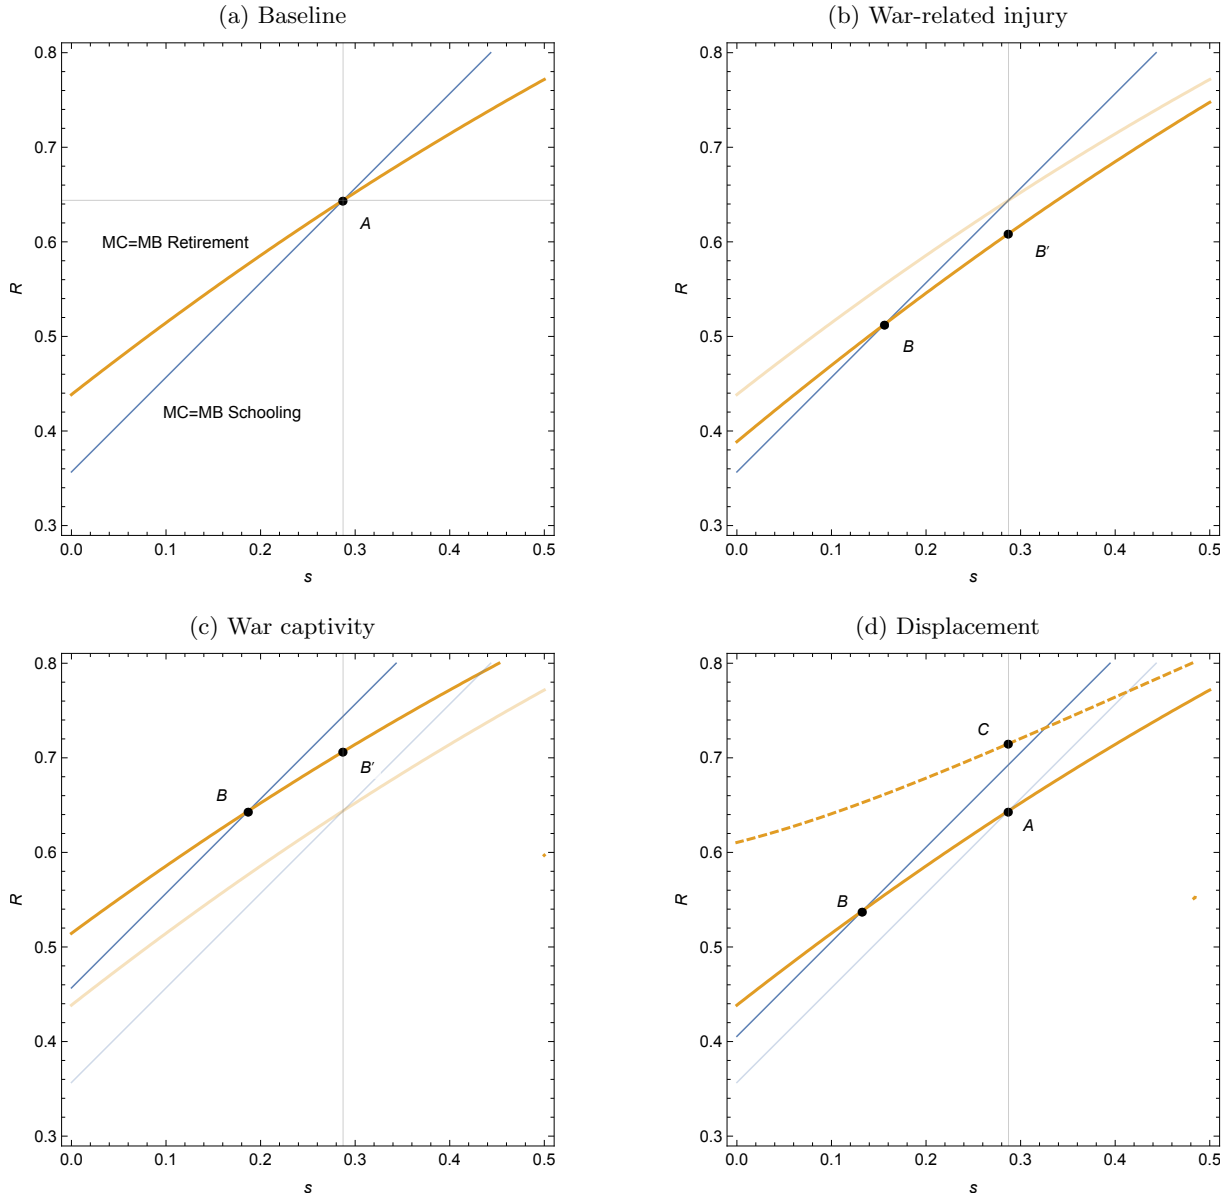 (a) Baseline
0.8
0.7
0.6
0.5
0.4
0.3
R
A
MC=MB Retirement
MC=MB Schooling
0.0 0.1 0.2 0.3 0.4 0.5
s
(b) War-related injury
0.8
0.7
0.6
0.5
0.4
0.3
R
B′
B
0.0 0.1 0.2 0.3 0.4 0.5
s
(c) War captivity
0.8
0.7
0.6
0.5
0.4
0.3
R
B
B′
0.0 0.1 0.2 0.3 0.4 0.5
s
(d) Displacement
0.8
0.7
0.6
0.5
0.4
0.3
R
C
A
B
0.0 0.1 0.2 0.3 0.4 0.5
s